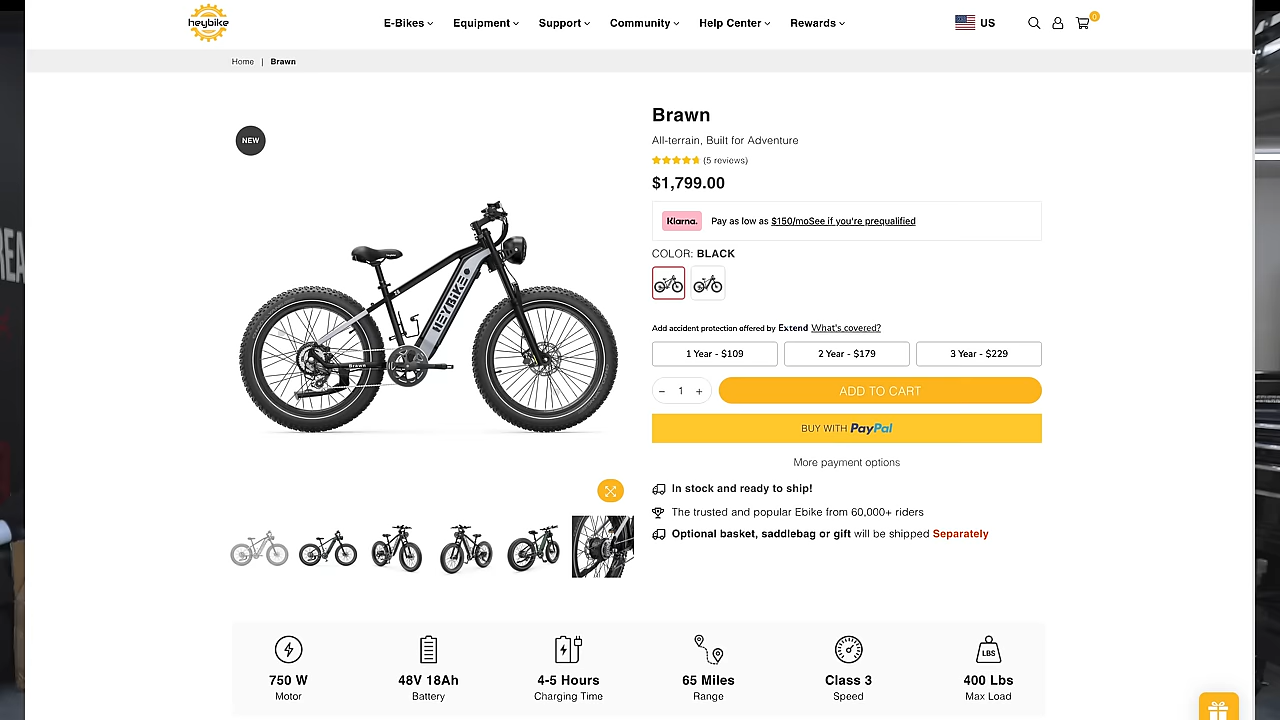 heybike
E-Bikes
Equipment
Support
Community
Help Center
Rewards
US
0
Home | Brawn
NEW
HEYBIKE
BRAWN
Brawn
All-terrain, Built for Adventure
(5 reviews)
$1,799.00
Klarna. Pay as low as $150/moSee if you're prequalified
COLOR: BLACK
Add accident protection offered by Extend What's covered?
1 Year - $109
2 Year - $179
3 Year - $229
− 1 +
ADD TO CART
BUY WITH PayPal
More payment options
In stock and ready to ship!
The trusted and popular Ebike from 60,000+ riders
Optional basket, saddlebag or gift will be shipped Separately
LBS
750 W
48V 18Ah
4-5 Hours
65 Miles
Class 3
400 Lbs
Motor
Battery
Charging Time
Range
Speed
Max Load